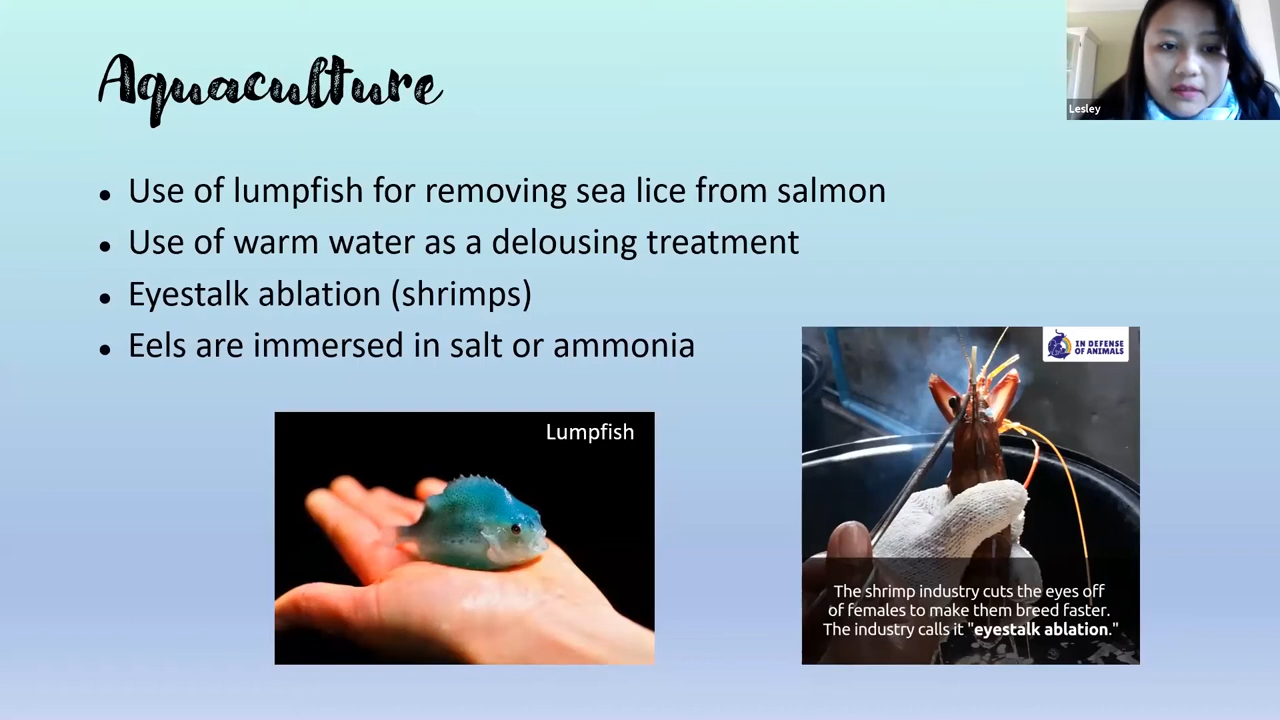 Aquaculture
Lesley
• Use of lumpfish for removing sea lice from salmon
• Use of warm water as a delousing treatment
• Eyestalk ablation (shrimps)
• Eels are immersed in salt or ammonia
IN DEFENSE
OF ANIMALS
Lumpfish
The shrimp industry cuts the eyes off
of females to make them breed faster.
The industry calls it "eyestalk ablation."